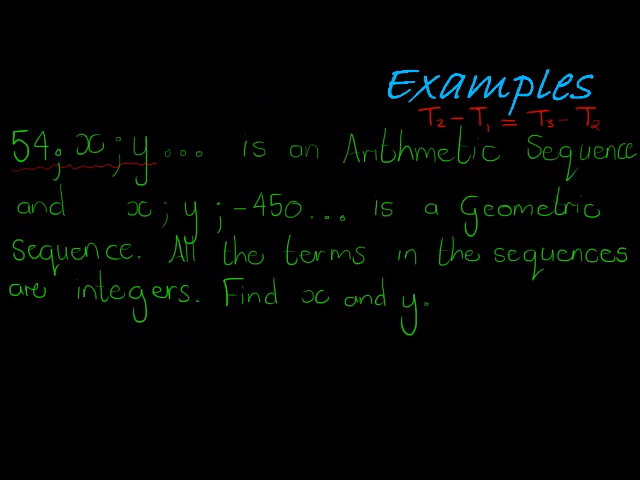 Examples
T₂ - T₁ = T₃ - T₂
54 ; x ; y ... is an Arithmetic Sequence
and x ; y ; -450 ... is a Geometric
sequence. All the terms in the sequences
are integers. Find x and y.